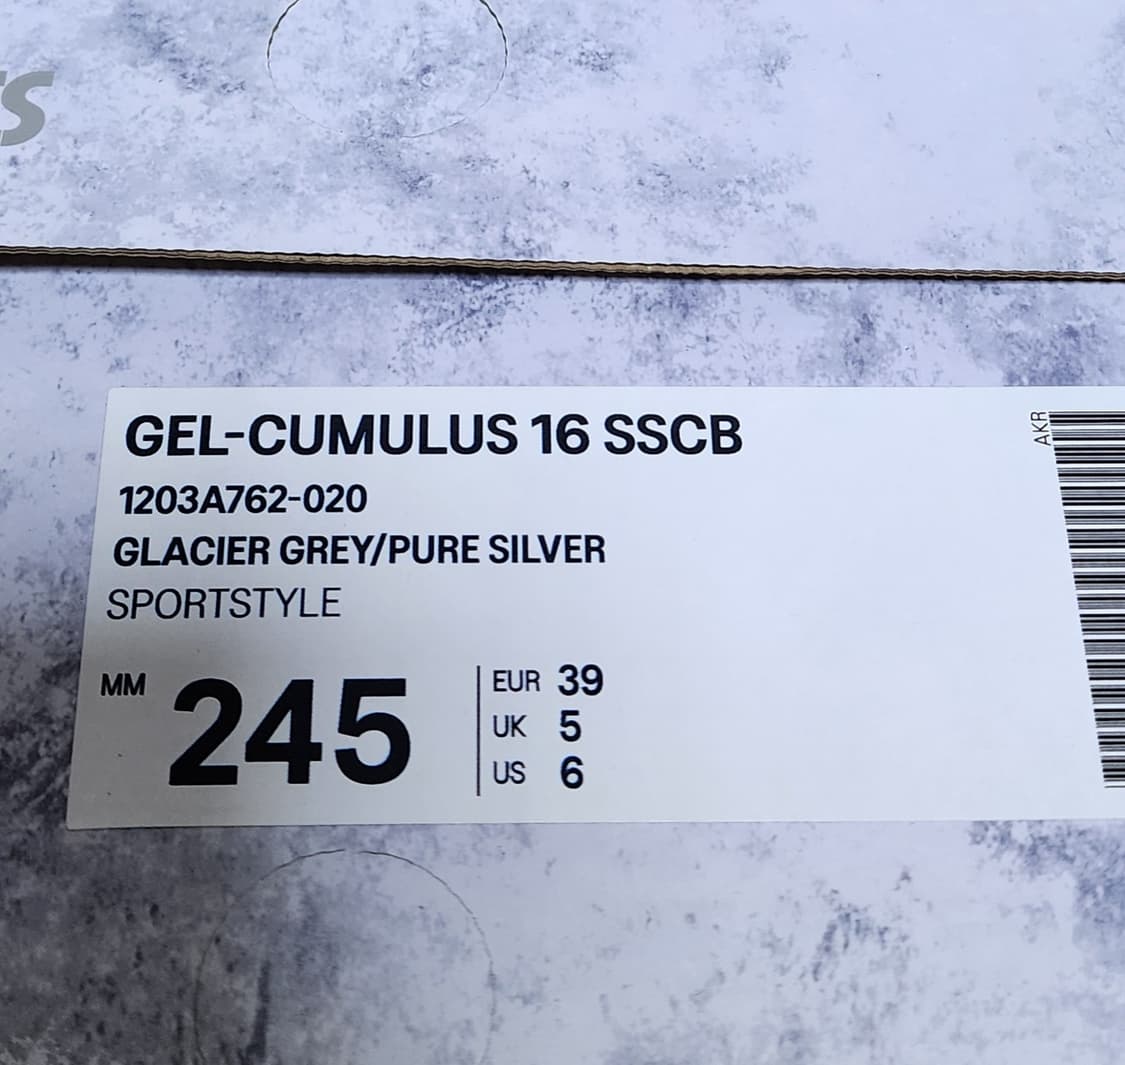 GEL-CUMULUS 16 SSCB
1203A762-020
GLACIER GREY/PURE SILVER
SPORTSTYLE
MM 245
EUR 39
UK 5
US 6
AKR